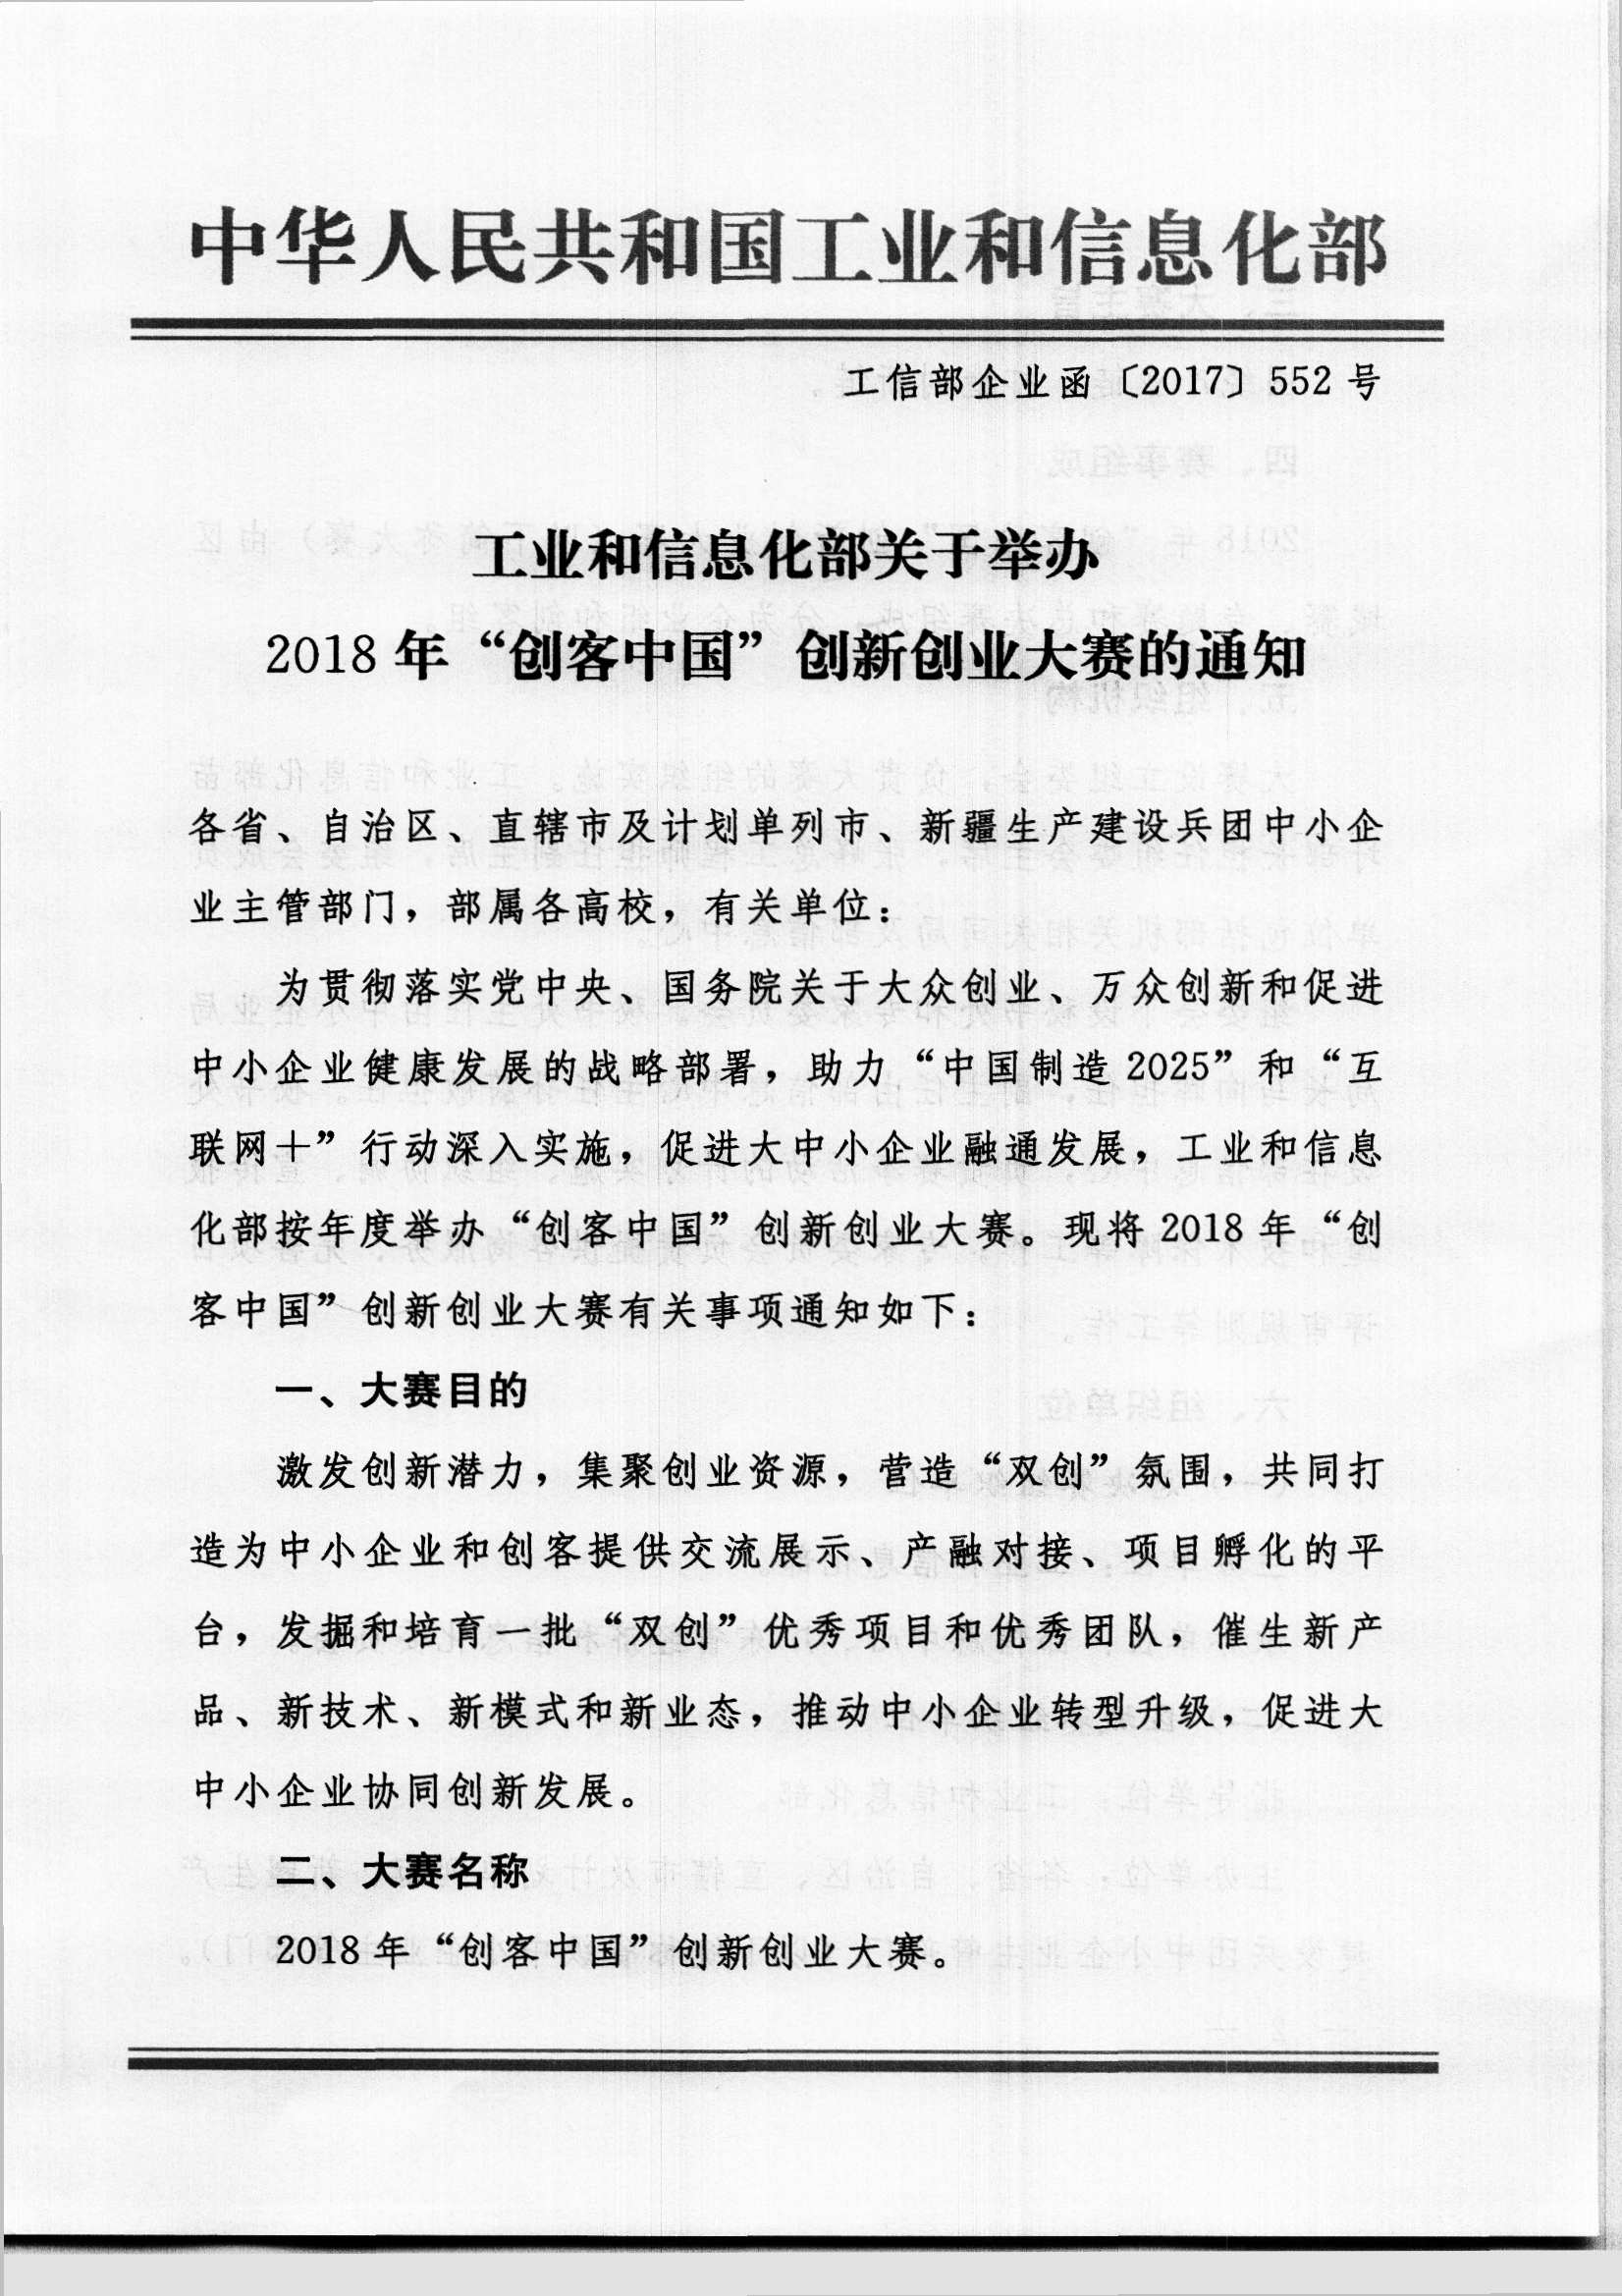 中华人民共和国工业和信息化部
工信部企业函〔2017〕552号
工业和信息化部关于举办
2018年“创客中国”创新创业大赛的通知
各省、自治区、直辖市及计划单列市、新疆生产建设兵团中小企
业主管部门，部属各高校，有关单位：
为贯彻落实党中央、国务院关于大众创业、万众创新和促进
中小企业健康发展的战略部署，助力“中国制造2025”和“互
联网＋”行动深入实施，促进大中小企业融通发展，工业和信息
化部按年度举办“创客中国”创新创业大赛。现将2018年“创
客中国”创新创业大赛有关事项通知如下：
一、大赛目的
激发创新潜力，集聚创业资源，营造“双创”氛围，共同打
造为中小企业和创客提供交流展示、产融对接、项目孵化的平
台，发掘和培育一批“双创”优秀项目和优秀团队，催生新产
品、新技术、新模式和新业态，推动中小企业转型升级，促进大
中小企业协同创新发展。
二、大赛名称
2018年“创客中国”创新创业大赛。